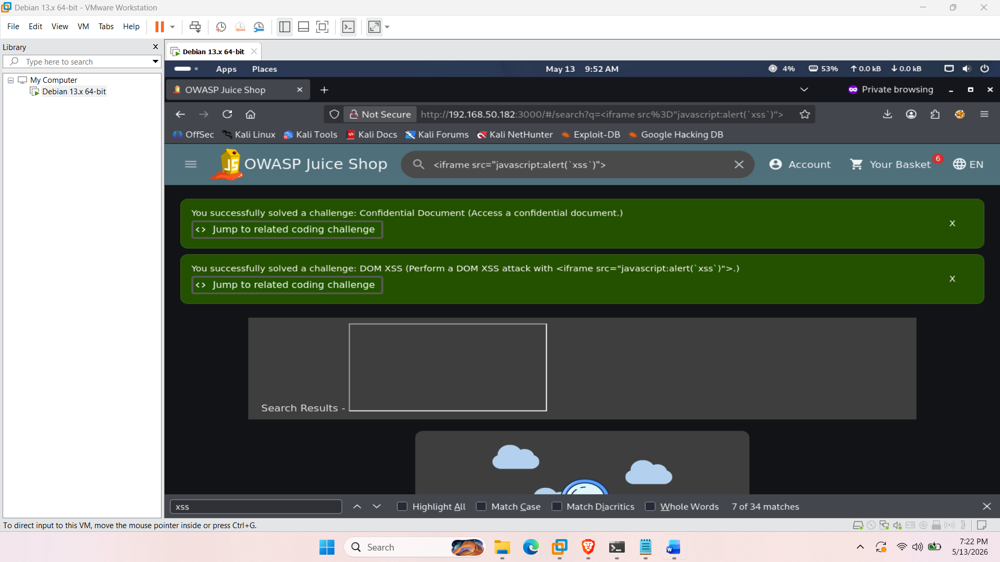 Debian 13.x 64-bit - VMware Workstation
File Edit View VM Tabs Help
Library
Type here to search
My Computer
Debian 13.x 64-bit
Debian 13.x 64-bit
Apps Places May 13 9:52 AM 4% 53% ↑0.0 kB ↓0.0 kB
OWASP Juice Shop Private browsing
Not Secure http://192.168.50.182:3000/#/search?q=<iframe src%3D"javascript:alert(`xss`)">
OffSec Kali Linux Kali Tools Kali Docs Kali Forums Kali NetHunter Exploit-DB Google Hacking DB
JS OWASP Juice Shop <iframe src="javascript:alert(`xss`)"> Account Your Basket 6 EN
You successfully solved a challenge: Confidential Document (Access a confidential document.)
<> Jump to related coding challenge
X
You successfully solved a challenge: DOM XSS (Perform a DOM XSS attack with <iframe src="javascript:alert(`xss`)">.)
<> Jump to related coding challenge
X
Search Results -
xss Highlight All Match Case Match Diacritics Whole Words 7 of 34 matches
To direct input to this VM, move the mouse pointer inside or press Ctrl+G.
Search
7:22 PM
5/13/2026